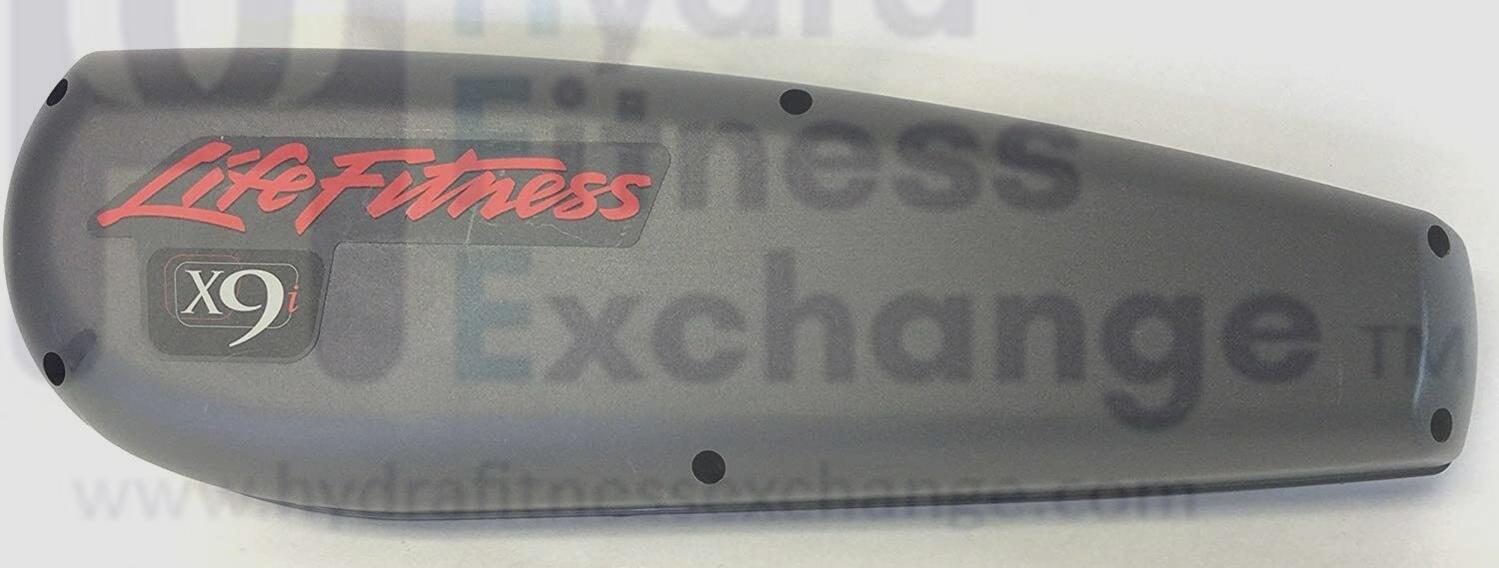 Hydra
Fitness
Exchange TM
LifeFitness
X9i
www.hydrafitnessexchange.com